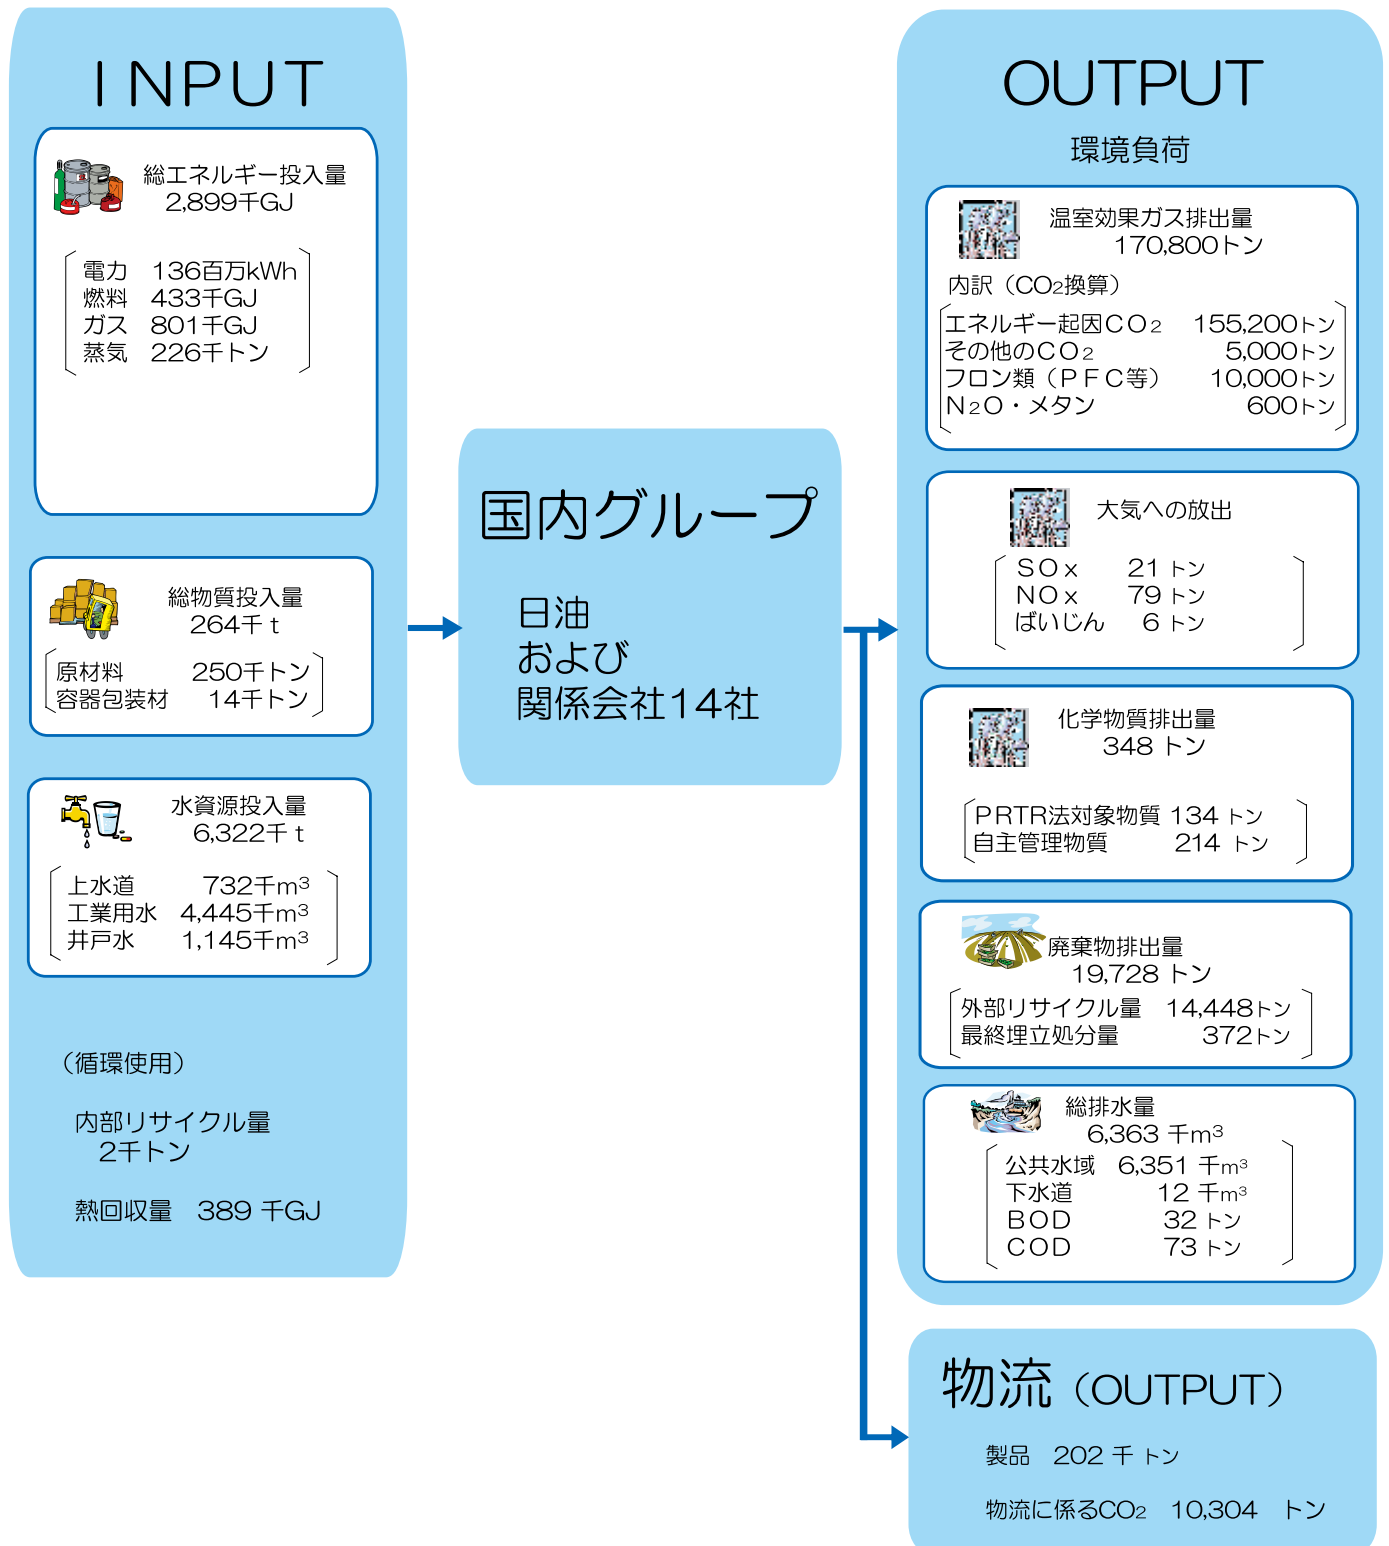 INPUT
総エネルギー投入量
2,899千GJ
電力 136百万kWh
燃料 433千GJ
ガス 801千GJ
蒸気 226千トン
総物質投入量
264千ｔ
原材料 250千トン
容器包装材 14千トン
水資源投入量
6,322千ｔ
上水道 732千m³
工業用水 4,445千m³
井戸水 1,145千m³
（循環使用）
内部リサイクル量
2千トン
熱回収量 389 千GJ
国内グループ
日油
および
関係会社14社
OUTPUT
環境負荷
温室効果ガス排出量
170,800トン
内訳（CO₂換算）
エネルギー起因ＣＯ₂ 155,200トン
その他のＣＯ₂ 5,000トン
フロン類（ＰＦＣ等） 10,000トン
Ｎ₂Ｏ・メタン 600トン
大気への放出
ＳＯｘ 21 トン
ＮＯｘ 79 トン
ばいじん 6 トン
化学物質排出量
348 トン
ＰRTR法対象物質 134 トン
自主管理物質 214 トン
廃棄物排出量
19,728 トン
外部リサイクル量 14,448トン
最終埋立処分量 372トン
総排水量
6,363 千m³
公共水域 6,351 千m³
下水道 12 千m³
ＢＯＤ 32 トン
ＣＯＤ 73 トン
物流（OUTPUT）
製品 202 千 トン
物流に係るCO₂ 10,304 トン